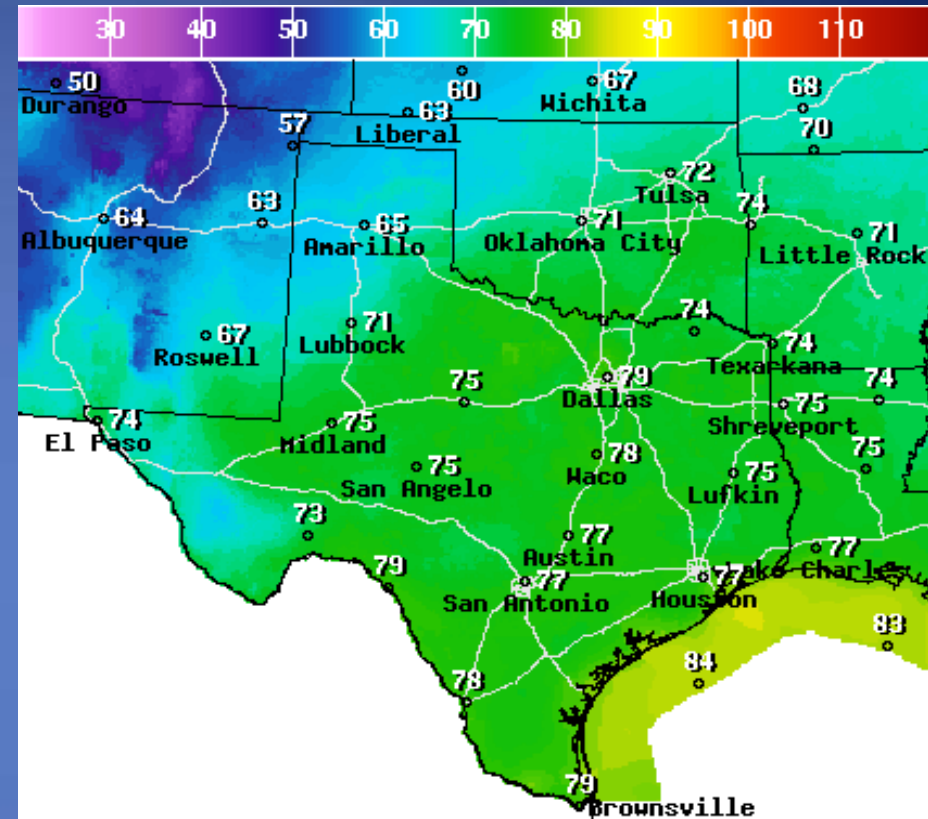 30 40 50 60 70 80 90 100 110
50
Durango
60
67
Wichita
63
Liberal
68
57
70
72
Tulsa
64
Albuquerque
63
65
Amarillo
71
Oklahoma City
74
71
Little Rock
67
Roswell
71
Lubbock
74
74
Texarkana
79
Dallas
75
74
74
El Paso
75
Midland
75
Shreveport
75
San Angelo
78
Waco
75
Lufkin
75
73
77
Austin
77
Lake Charles
79
77
San Antonio
77
Houston
83
84
78
79
Brownsville